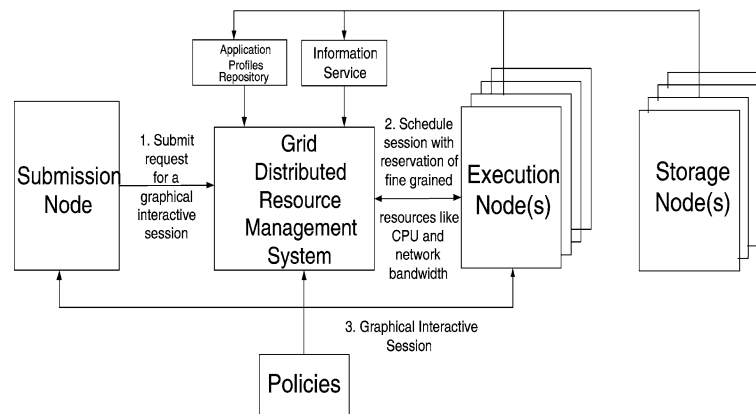 Application
Profiles
Repository
Information
Service
Submission
Node
1. Submit
request
for a
graphical
interactive
session
Grid
Distributed
Resource
Management
System
2. Schedule
session with
reservation of
fine grained
resources like
CPU and
network
bandwidth
Execution
Node(s)
Storage
Node(s)
3. Graphical Interactive
Session
Policies